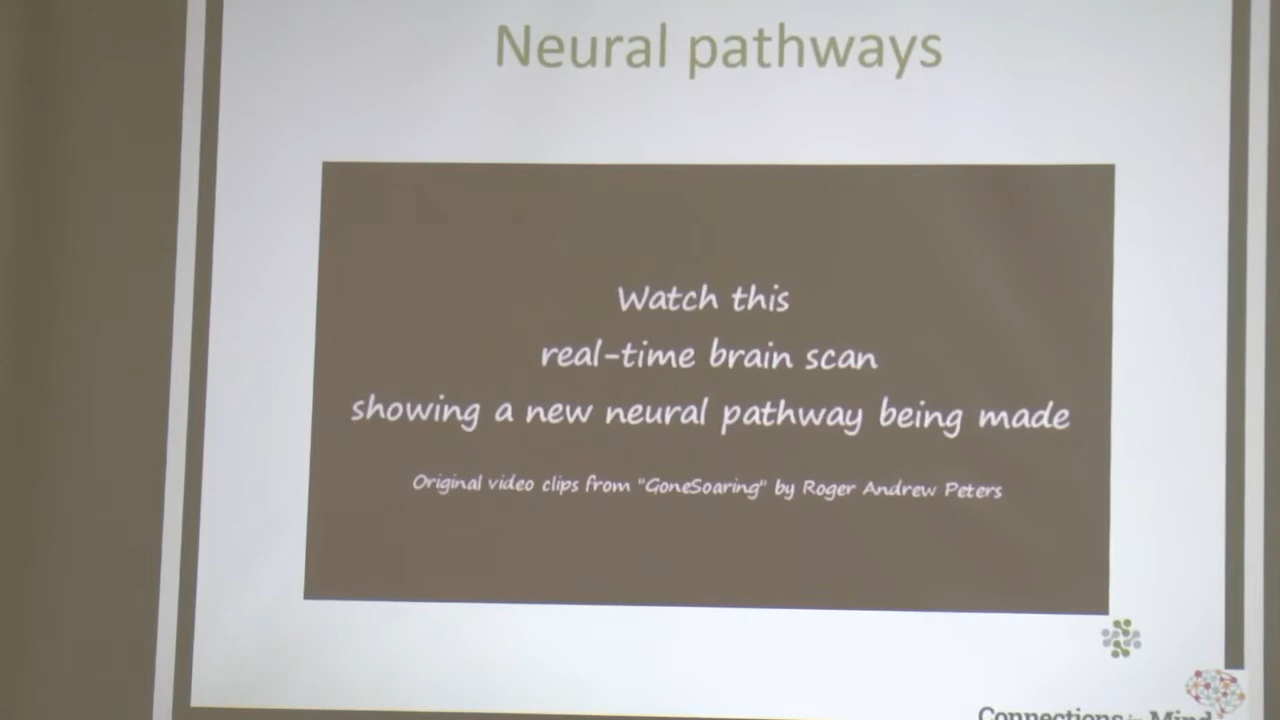 Neural pathways
Watch this
real-time brain scan
showing a new neural pathway being made
Original video clips from "GoneSoaring" by Roger Andrew Peters
Connections in Mind